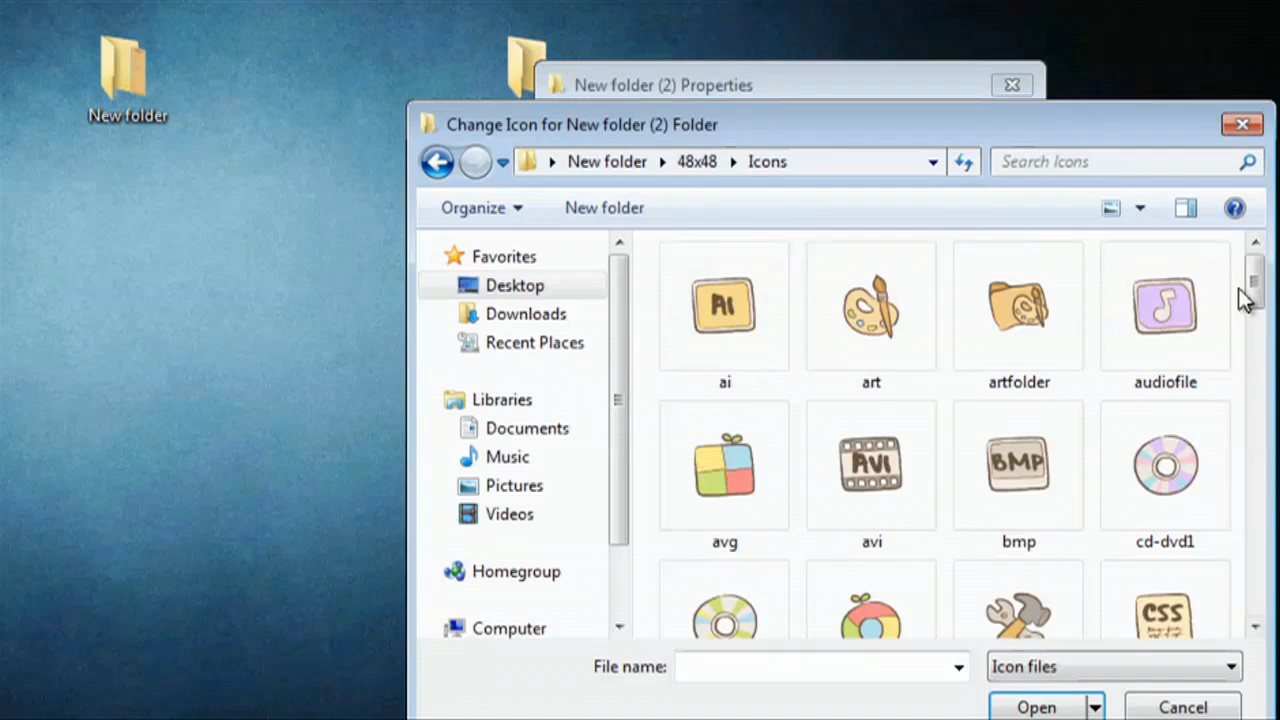 New folder
New folder (2) Properties
Change Icon for New folder (2) Folder
New folder 48x48 Icons
Search Icons
Organize New folder
Favorites
Desktop
Downloads
Recent Places
Libraries
Documents
Music
Pictures
Videos
Homegroup
Computer
Ai
ai art artfolder audiofile
AVI BMP
avg avi bmp cd-dvd1
CSS
File name: Icon files
Open Cancel